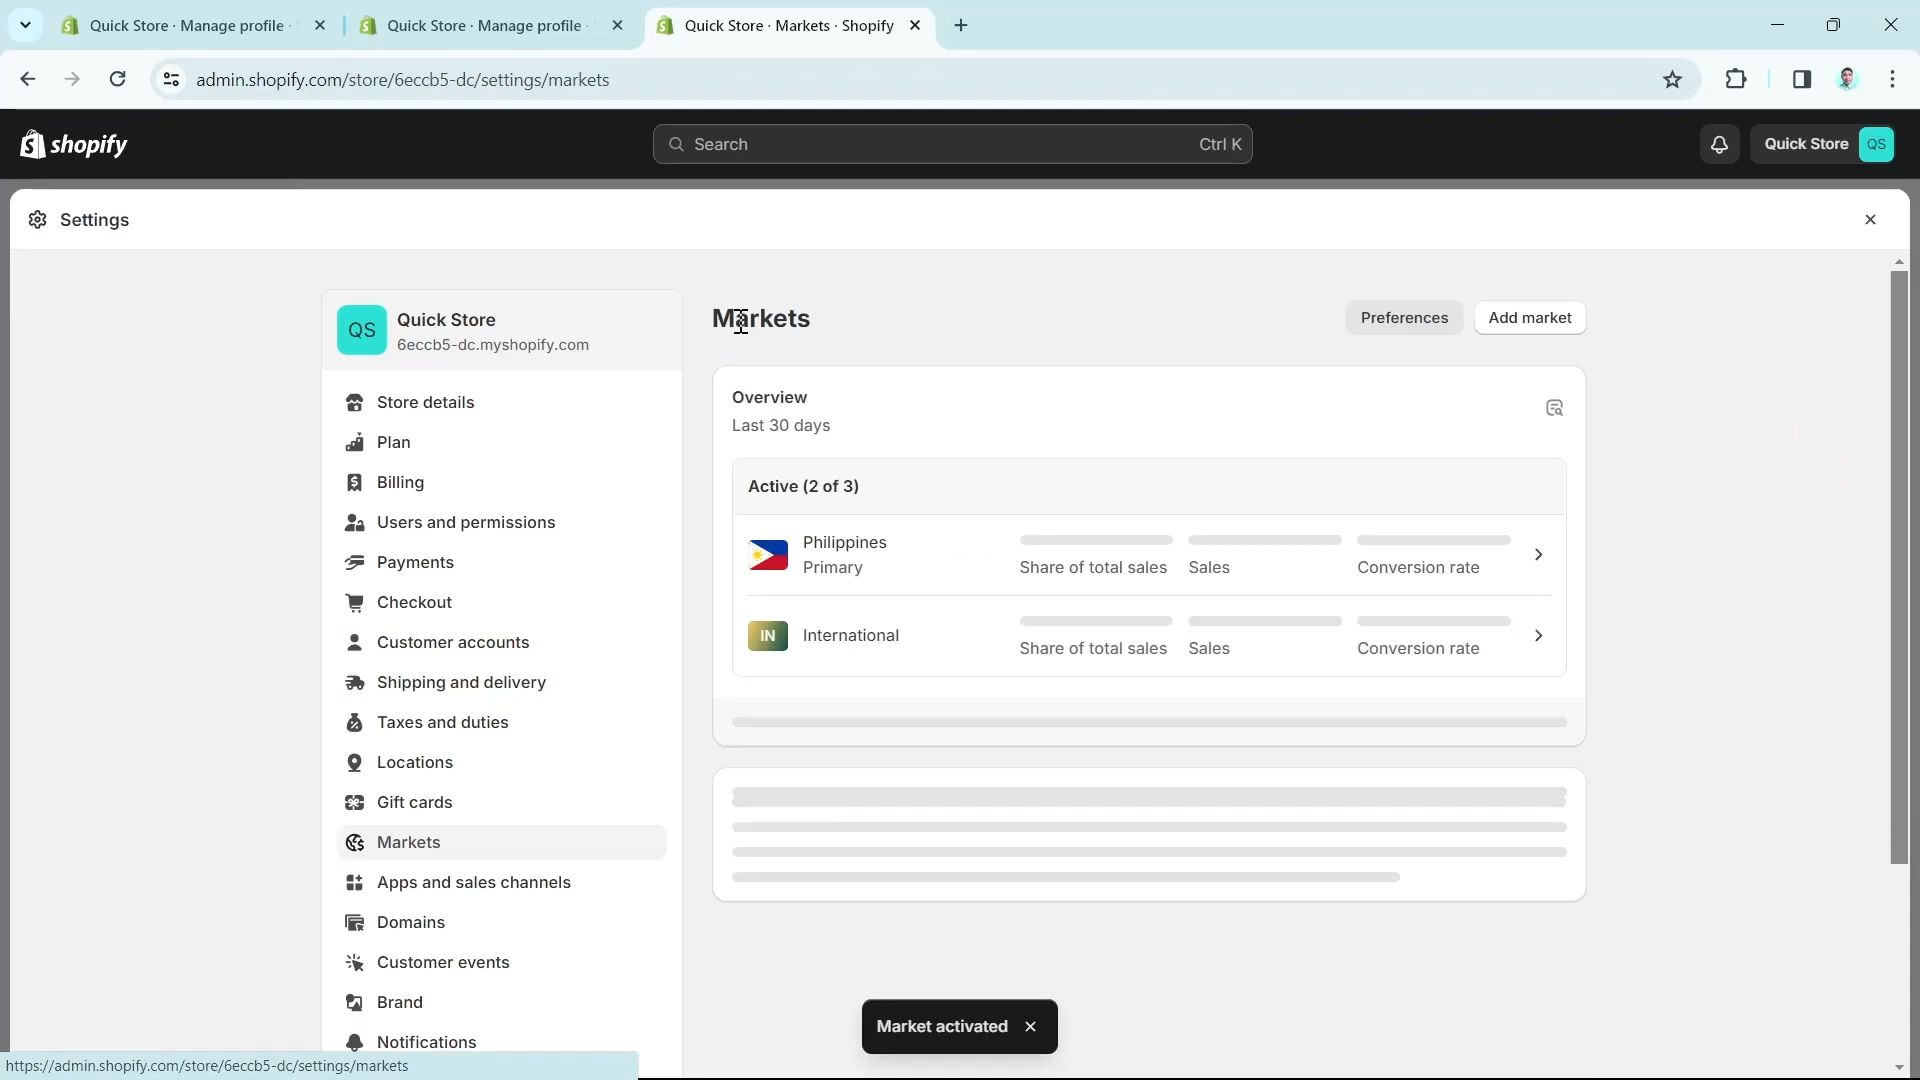 Quick Store · Manage profile ·
Quick Store · Manage profile ·
Quick Store · Markets · Shopify
admin.shopify.com/store/6eccb5-dc/settings/markets
shopify
Search
Ctrl K
Quick Store
QS
Settings
QS
Quick Store
6eccb5-dc.myshopify.com
Store details
Plan
Billing
Users and permissions
Payments
Checkout
Customer accounts
Shipping and delivery
Taxes and duties
Locations
Gift cards
Markets
Apps and sales channels
Domains
Customer events
Brand
Notifications
Markets
Preferences
Add market
Overview
Last 30 days
Active (2 of 3)
Philippines
Primary
Share of total sales
Sales
Conversion rate
IN
International
Share of total sales
Sales
Conversion rate
Market activated
https://admin.shopify.com/store/6eccb5-dc/settings/markets